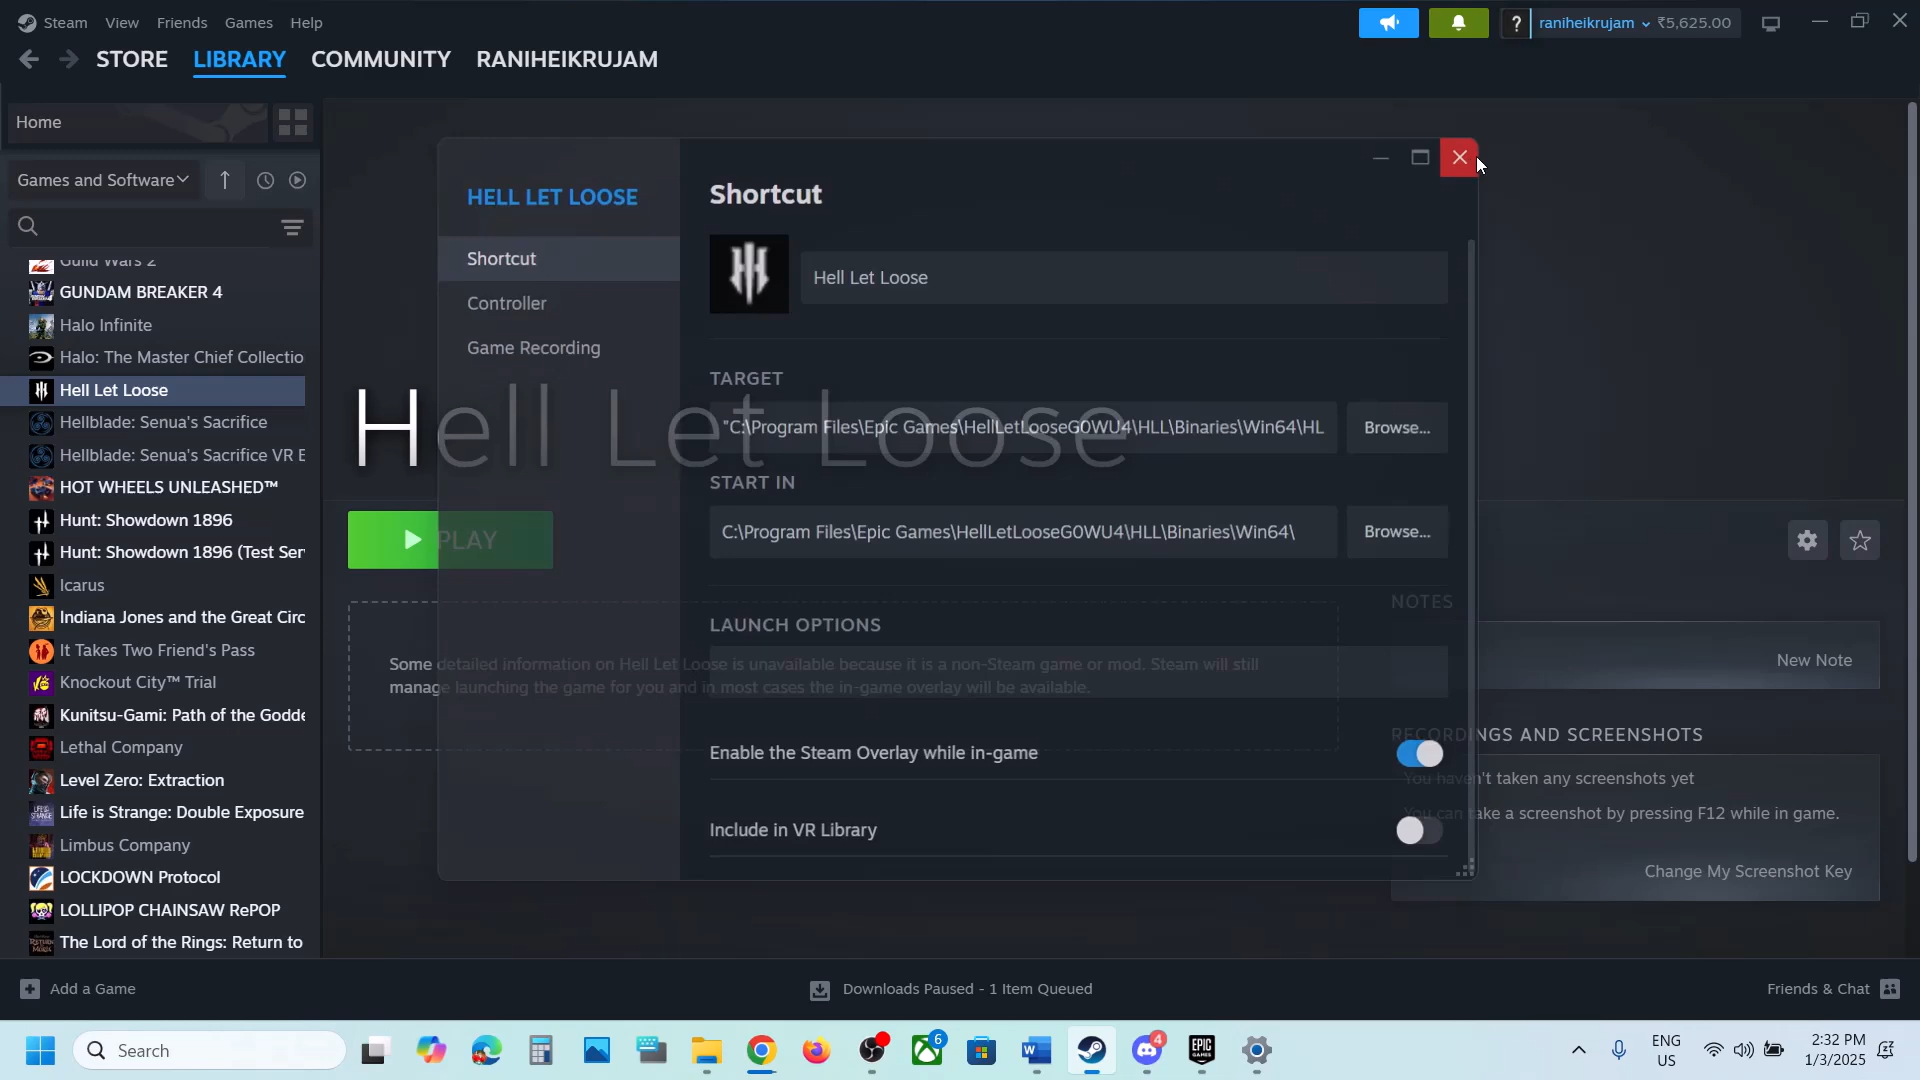 Steam View Friends Games Help
? raniheikrujam ₹5,625.00
STORE LIBRARY COMMUNITY RANIHEIKRUJAM
Home
Games and Software
Guild Wars 2
GUNDAM BREAKER 4
Halo Infinite
Halo: The Master Chief Collectio
Hell Let Loose
Hellblade: Senua's Sacrifice
Hellblade: Senua's Sacrifice VR E
HOT WHEELS UNLEASHED™
Hunt: Showdown 1896
Hunt: Showdown 1896 (Test Ser
Icarus
Indiana Jones and the Great Circ
It Takes Two Friend's Pass
Knockout City™ Trial
Kunitsu-Gami: Path of the Godde
Lethal Company
Level Zero: Extraction
Life is Strange: Double Exposure
Limbus Company
LOCKDOWN Protocol
LOLLIPOP CHAINSAW RePOP
The Lord of the Rings: Return to
HELL LET LOOSE
Shortcut
Controller
Game Recording
Shortcut
Hell Let Loose
TARGET
"C:\Program Files\Epic Games\HellLetLooseG0WU4\HLL\Binaries\Win64\HL
Browse...
START IN
C:\Program Files\Epic Games\HellLetLooseG0WU4\HLL\Binaries\Win64\
Browse...
LAUNCH OPTIONS
Enable the Steam Overlay while in-game
Include in VR Library
Hell Let Loose
PLAY
Some detailed information on Hell Let Loose is unavailable because it is a non-Steam game or mod. Steam will still
manage launching the game for you and in most cases the in-game overlay will be available.
NOTES
New Note
RECORDINGS AND SCREENSHOTS
You haven't taken any screenshots yet
You can take a screenshot by pressing F12 while in game.
Change My Screenshot Key
Add a Game
Downloads Paused - 1 Item Queued
Friends & Chat
Search
6
4
EPIC
GAMES
ENG
US
2:32 PM
1/3/2025